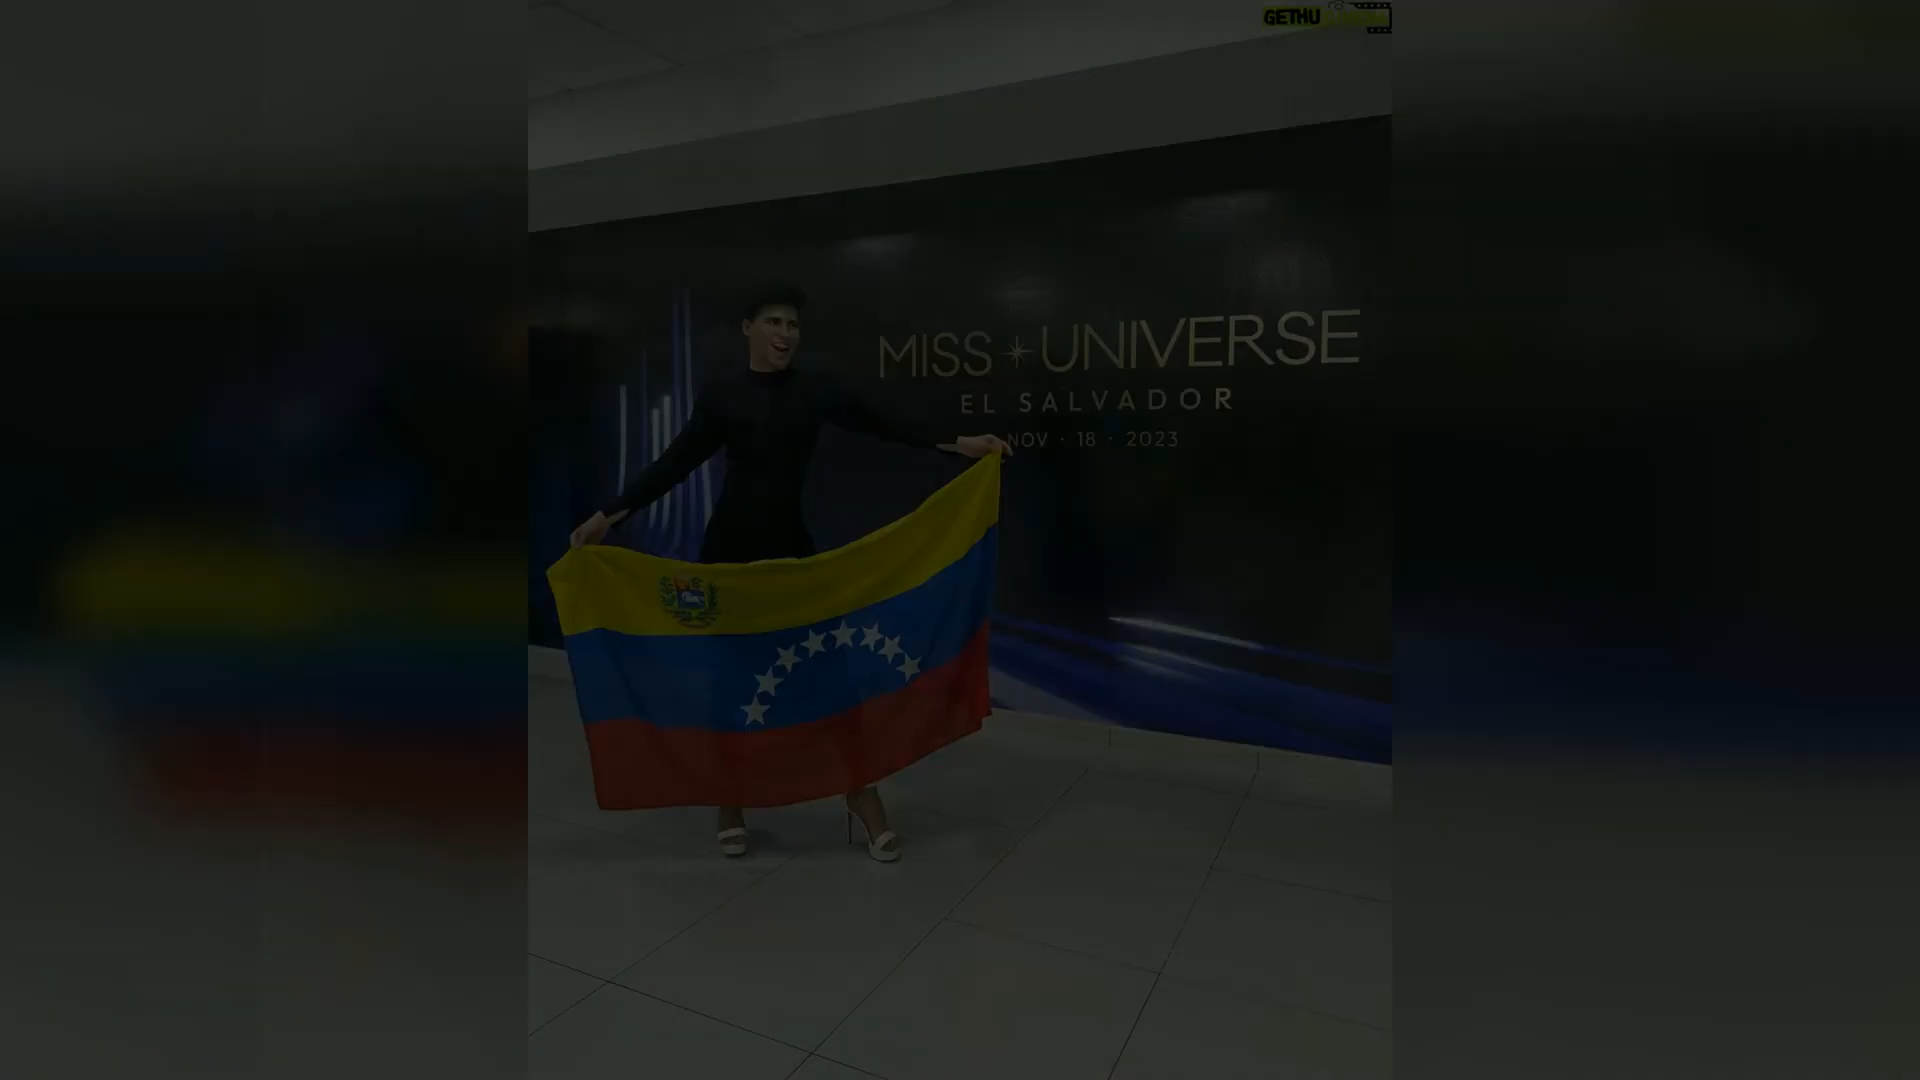 GETHU
MISS UNIVERSE
EL SALVADOR
NOV · 18 · 2023